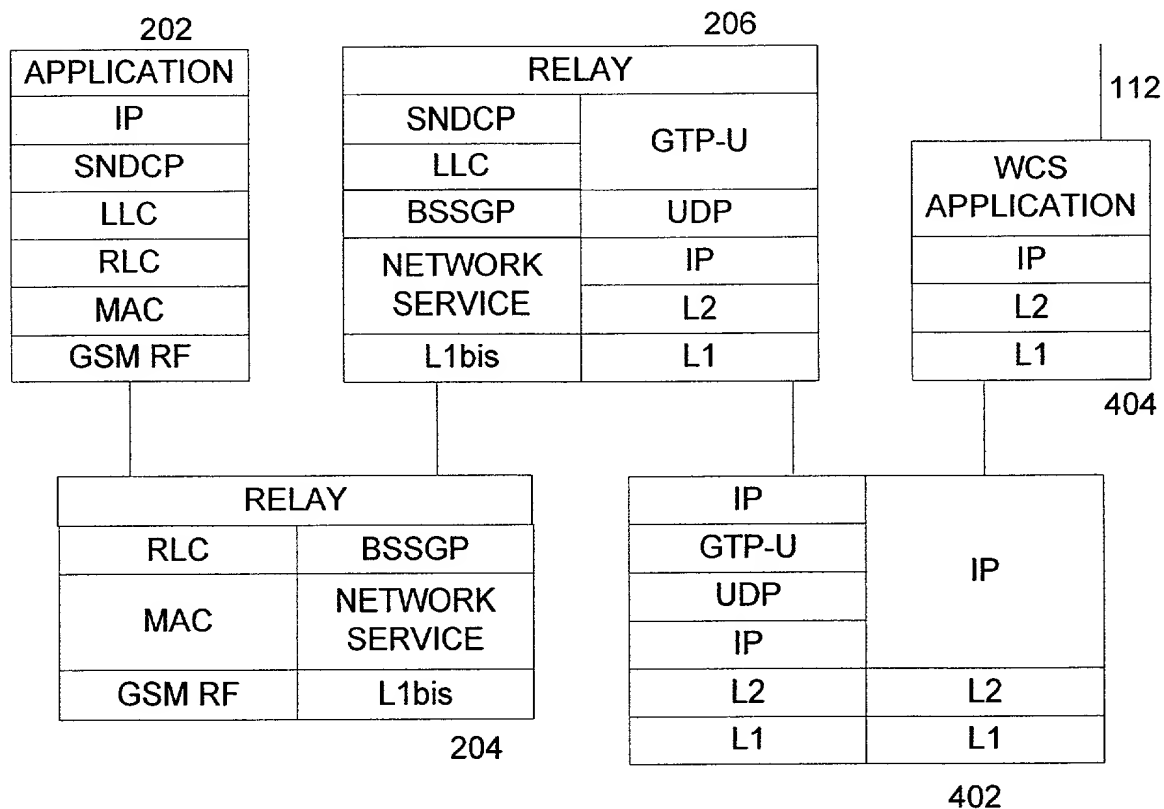 202
APPLICATION
IP
SNDCP
LLC
RLC
MAC
GSM RF
206
RELAY
SNDCP
LLC
BSSGP
NETWORK
SERVICE
L1bis
GTP-U
UDP
IP
L2
L1
112
WCS
APPLICATION
IP
L2
L1
404
RELAY
RLC
MAC
GSM RF
BSSGP
NETWORK
SERVICE
L1bis
204
IP
GTP-U
UDP
IP
L2
L1
IP
L2
L1
402